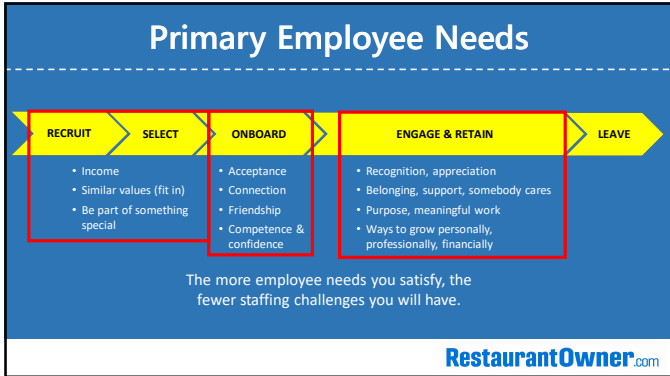 Primary Employee Needs
RECRUIT
SELECT
ONBOARD
ENGAGE & RETAIN
LEAVE
• Income
• Similar values (fit in)
• Be part of something
special
• Acceptance
• Connection
• Friendship
• Competence &
confidence
• Recognition, appreciation
• Belonging, support, somebody cares
• Purpose, meaningful work
• Ways to grow personally,
professionally, financially
The more employee needs you satisfy, the
fewer staffing challenges you will have.
RestaurantOwner.com